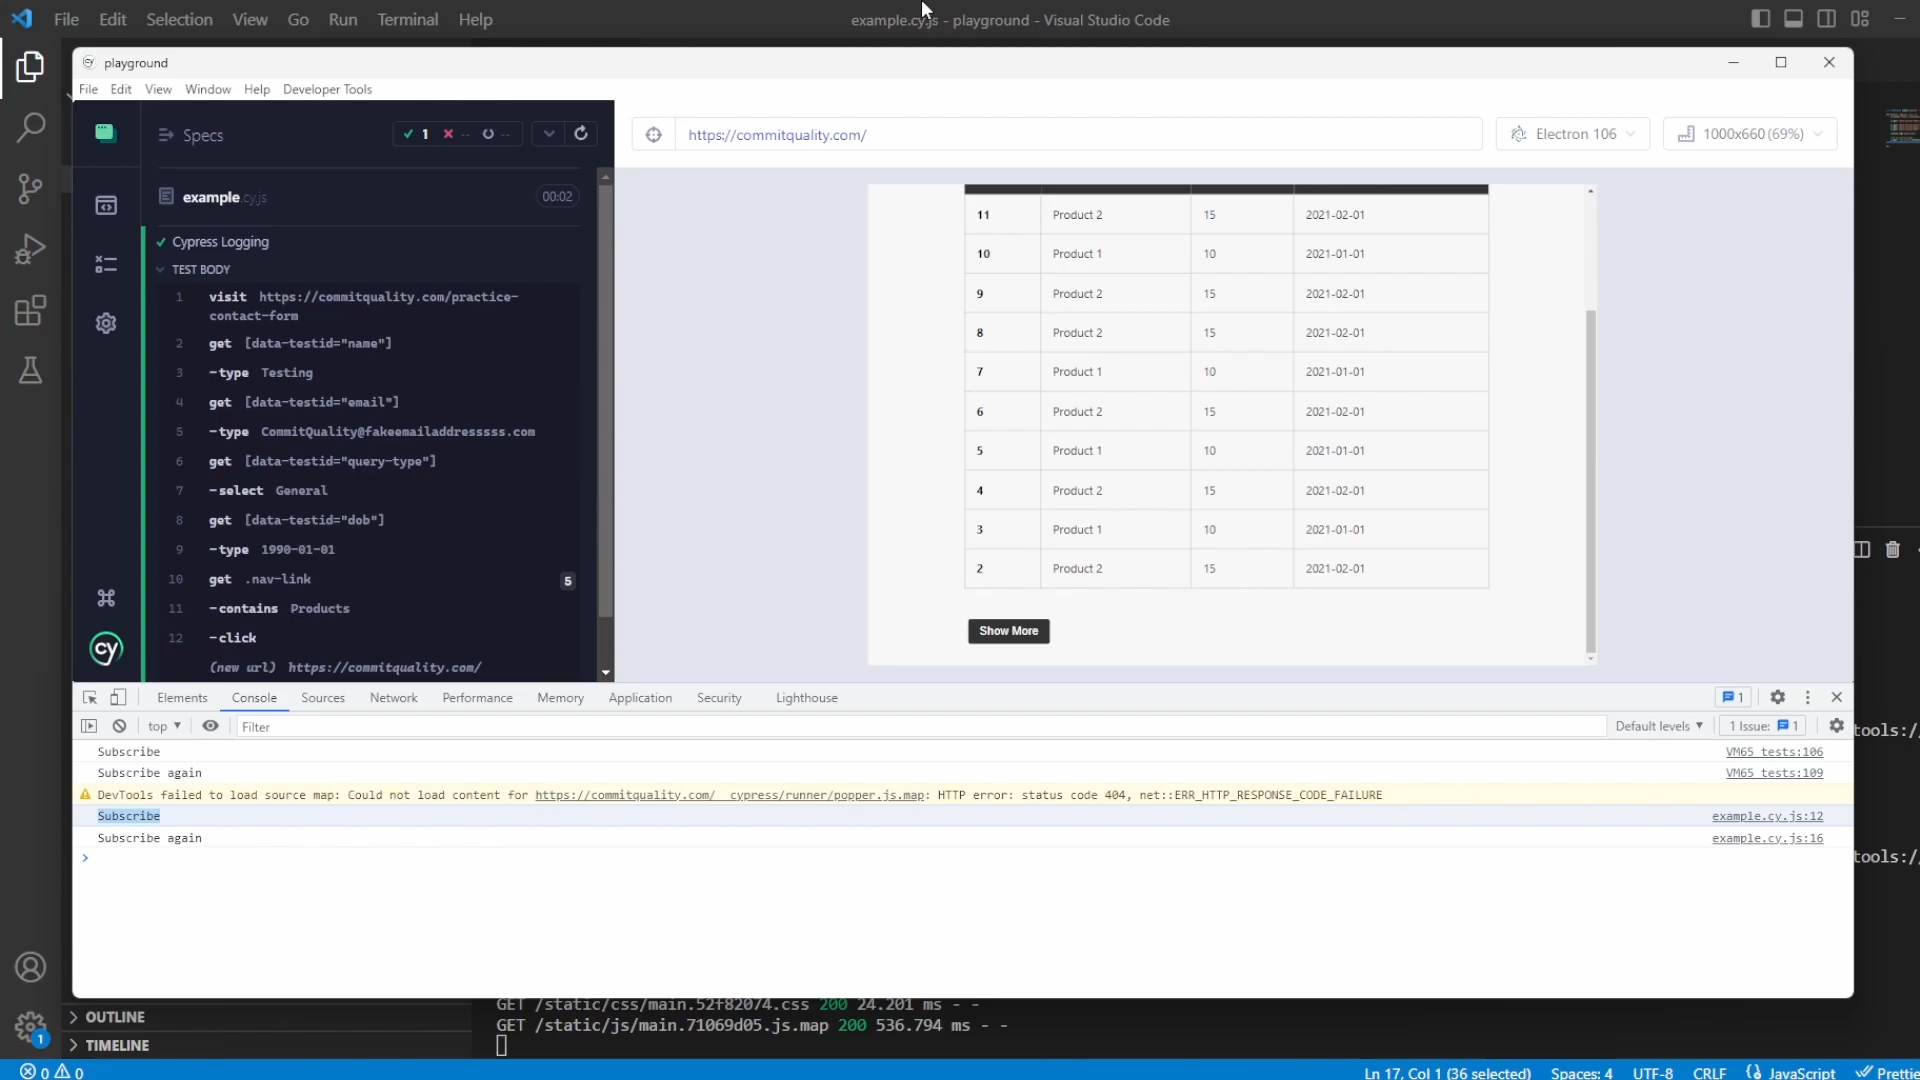 File Edit Selection View Go Run Terminal Help
example.cy.js - playground - Visual Studio Code
playground
File Edit View Window Help Developer Tools
Specs
1 -- --
https://commitquality.com/
Electron 106
1000x660 (69%)
example.cy.js
00:02
Cypress Logging
TEST BODY
1 visit https://commitquality.com/practice-
contact-form
2 get [data-testid="name"]
3 -type Testing
4 get [data-testid="email"]
5 -type CommitQuality@fakeemailaddresssss.com
6 get [data-testid="query-type"]
7 -select General
8 get [data-testid="dob"]
9 -type 1990-01-01
10 get .nav-link 5
11 -contains Products
12 -click
(new url) https://commitquality.com/
cy
11 Product 2 15 2021-02-01
10 Product 1 10 2021-01-01
9 Product 2 15 2021-02-01
8 Product 2 15 2021-02-01
7 Product 1 10 2021-01-01
6 Product 2 15 2021-02-01
5 Product 1 10 2021-01-01
4 Product 2 15 2021-02-01
3 Product 1 10 2021-01-01
2 Product 2 15 2021-02-01
Show More
Elements Console Sources Network Performance Memory Application Security Lighthouse
1
top Filter Default levels 1 Issue: 1
Subscribe VM65 tests:106
Subscribe again VM65 tests:109
DevTools failed to load source map: Could not load content for https://commitquality.com/__cypress/runner/popper.js.map: HTTP error: status code 404, net::ERR_HTTP_RESPONSE_CODE_FAILURE
Subscribe example.cy.js:12
Subscribe again example.cy.js:16
>
tools:/
tools:/
GET /static/css/main.52f82074.css 200 24.201 ms - -
GET /static/js/main.71069d05.js.map 200 536.794 ms - -
OUTLINE
TIMELINE
1
0 0
Ln 17, Col 1 (36 selected) Spaces: 4 UTF-8 CRLF JavaScript Prettie